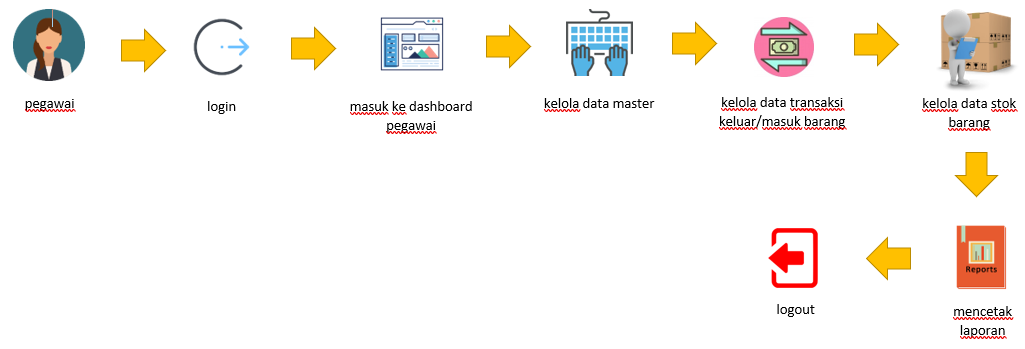 pegawai
login
masuk ke dashboard
pegawai
kelola data master
kelola data transaksi
keluar/masuk barang
kelola data stok
barang
Reports
mencetak
laporan
logout